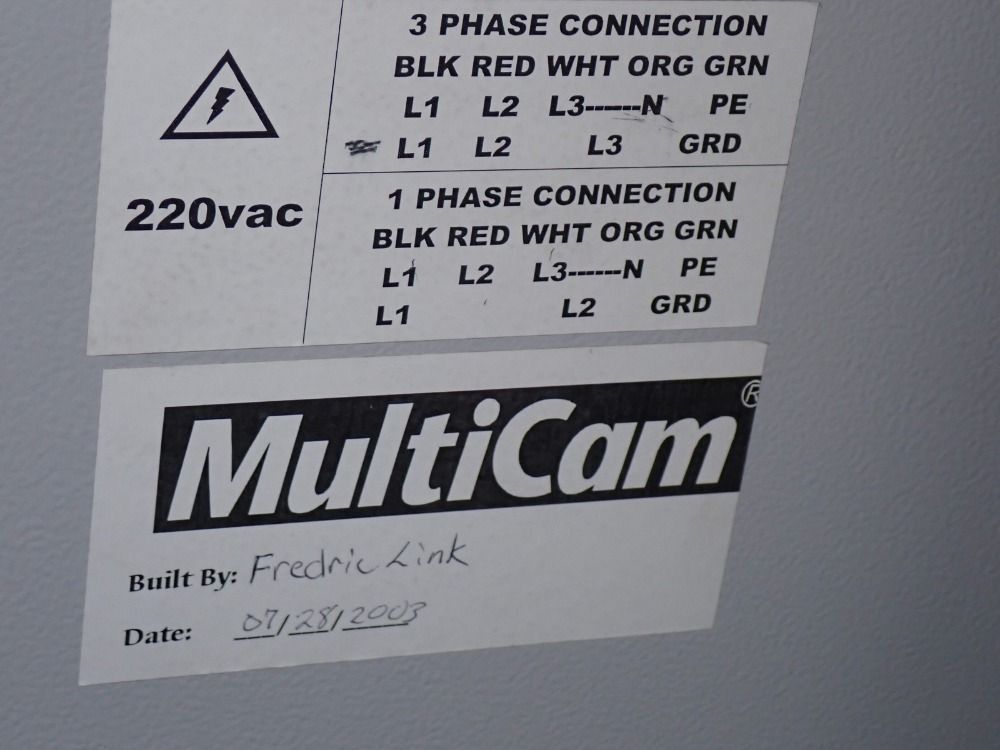 220vac
3 PHASE CONNECTION
BLK RED WHT ORG GRN
L1 L2 L3------N PE
L1 L2 L3 GRD
1 PHASE CONNECTION
BLK RED WHT ORG GRN
L1 L2 L3------N PE
L1 L2 GRD
MultiCam®
Built By: Fredric Link
Date: 07/28/2003